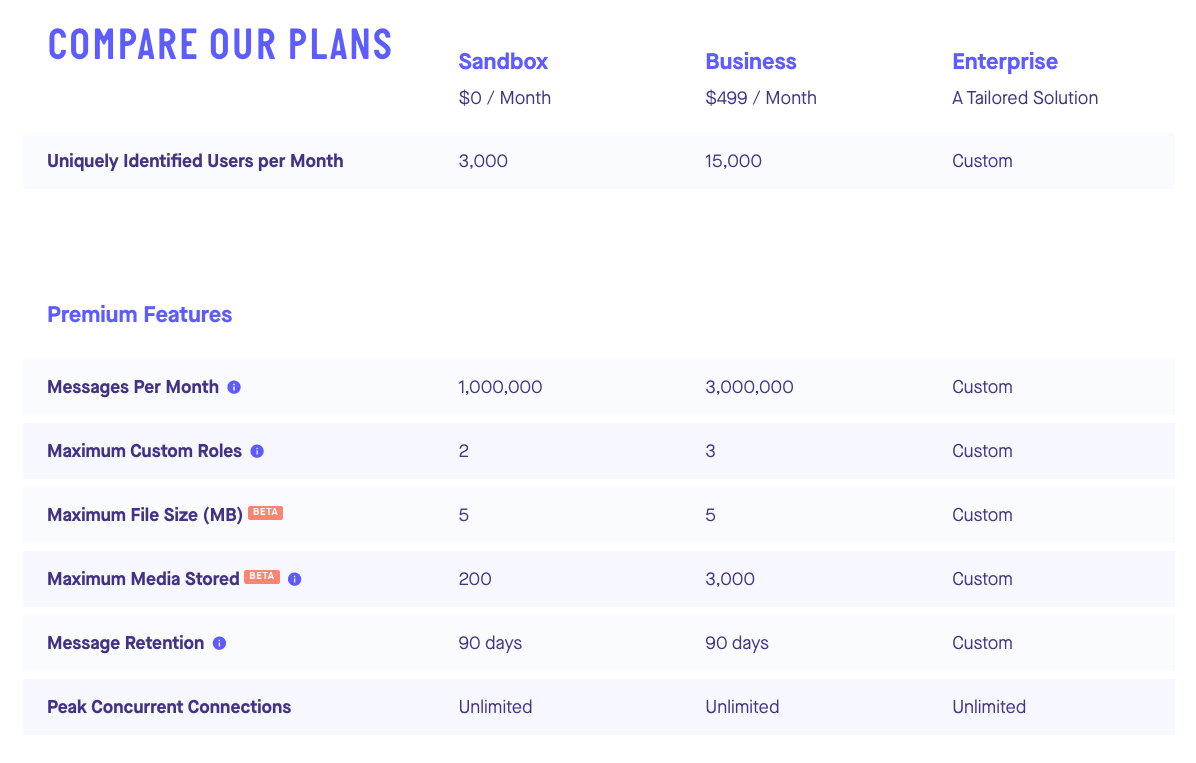 COMPARE OUR PLANS
Sandbox Business Enterprise
$0 / Month $499 / Month A Tailored Solution
Uniquely Identified Users per Month 3,000 15,000 Custom
Premium Features
Messages Per Month i 1,000,000 3,000,000 Custom
Maximum Custom Roles i 2 3 Custom
Maximum File Size (MB) BETA 5 5 Custom
Maximum Media Stored BETA i 200 3,000 Custom
Message Retention i 90 days 90 days Custom
Peak Concurrent Connections Unlimited Unlimited Unlimited